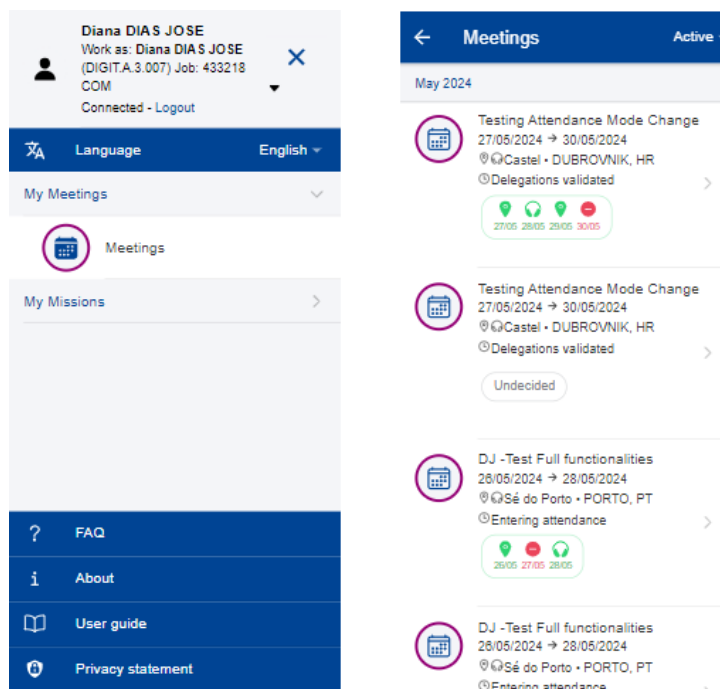 Diana DIAS JOSE
Work as: Diana DIAS JOSE
(DIGIT.A.3.007) Job: 433218
COM
Connected - Logout
Language English
My Meetings
Meetings
My Missions
? FAQ
i About
User guide
Privacy statement
← Meetings Active
May 2024
Testing Attendance Mode Change
27/05/2024 → 30/05/2024
Castel • DUBROVNIK, HR
Delegations validated
27/05 28/05 29/05 30/05
Testing Attendance Mode Change
27/05/2024 → 30/05/2024
Castel • DUBROVNIK, HR
Delegations validated
Undecided
DJ -Test Full functionalities
26/05/2024 → 28/05/2024
Sé do Porto • PORTO, PT
Entering attendance
26/05 27/05 28/05
DJ -Test Full functionalities
26/05/2024 → 28/05/2024
Sé do Porto • PORTO, PT
Entering attendance